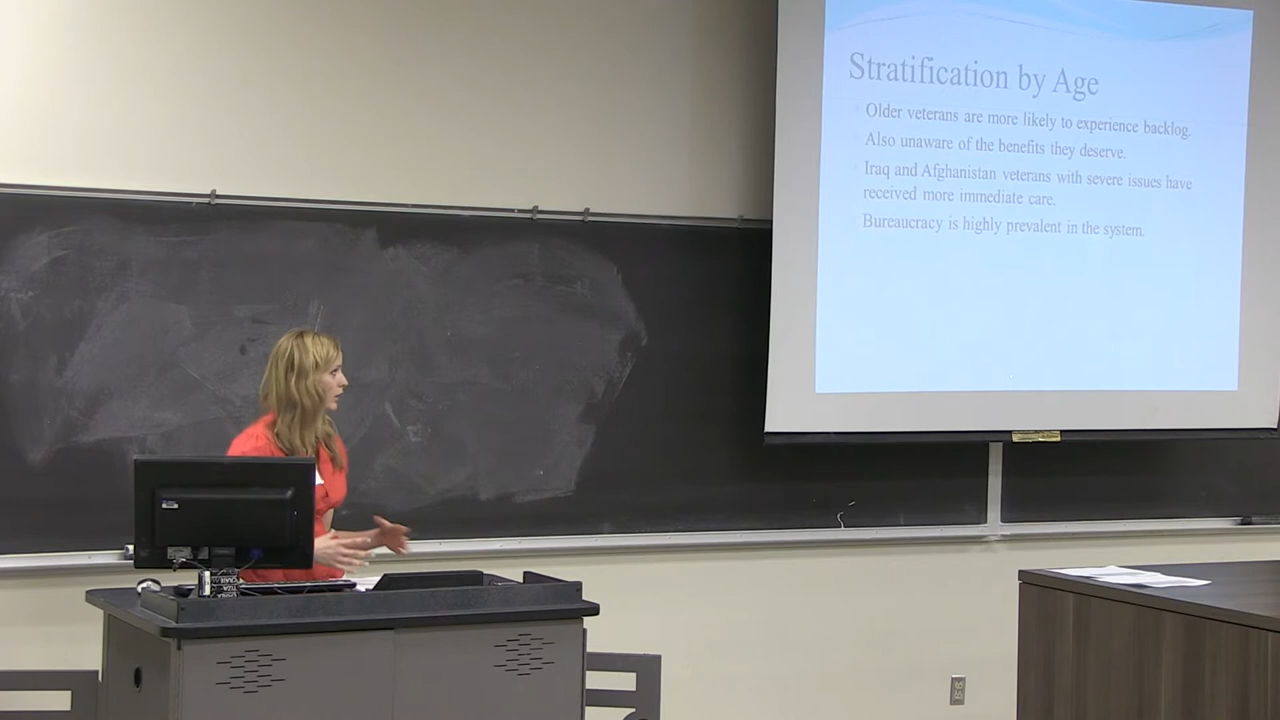 Stratification by Age
Older veterans are more likely to experience backlog.
Also unaware of the benefits they deserve.
Iraq and Afghanistan veterans with severe issues have
received more immediate care.
Bureaucracy is highly prevalent in the system.